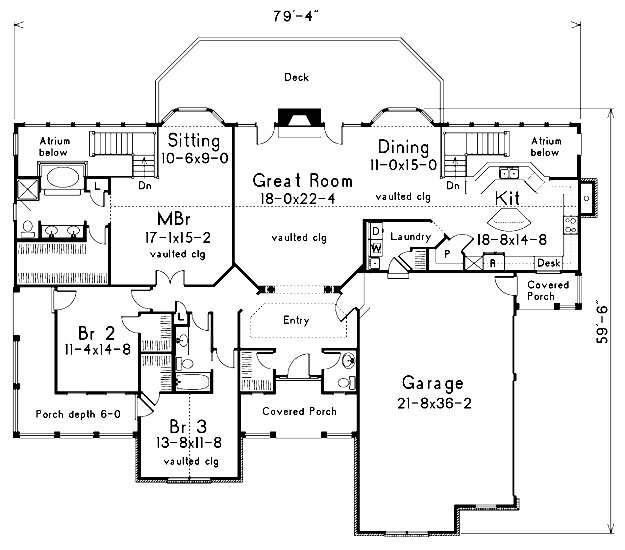 79'-4"
Deck
Atrium
below
Dn
Sitting
10-6x9-0
Dining
11-0x15-0
Atrium
below
Dn
Great Room
18-0x22-4
vaulted clg
vaulted clg
L
MBr
17-1x15-2
vaulted clg
Kit
18-8x14-8
D
W
Laundry
P
R
Desk
Covered
Porch
59'-6"
Br 2
11-4x14-8
L
Entry
Garage
21-8x36-2
Porch depth 6-0
Br 3
13-8x11-8
vaulted clg
Covered Porch